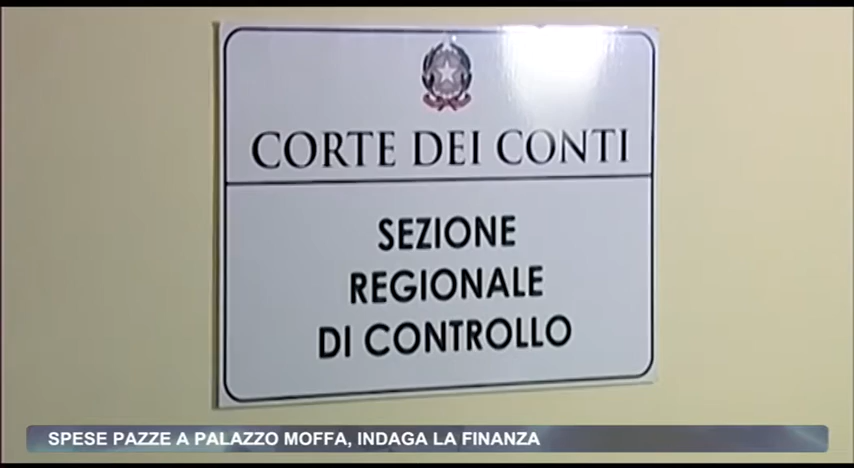 CORTE DEI CONTI
SEZIONE
REGIONALE
DI CONTROLLO
SPESE PAZZE A PALAZZO MOFFA, INDAGA LA FINANZA